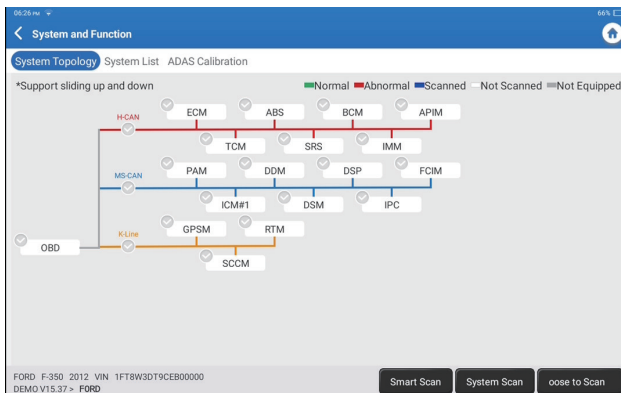 06:26 PM 66%
System and Function
System Topology System List ADAS Calibration
*Support sliding up and down Normal Abnormal Scanned Not Scanned Not Equipped
H-CAN ECM ABS BCM APIM
TCM SRS IMM
MS-CAN PAM DDM DSP FCIM
ICM#1 DSM IPC
K-Line GPSM RTM
OBD
SCCM
FORD F-350 2012 VIN 1FT8W3DT9CEB00000
DEMO V15.37 > FORD
Smart Scan System Scan oose to Scan